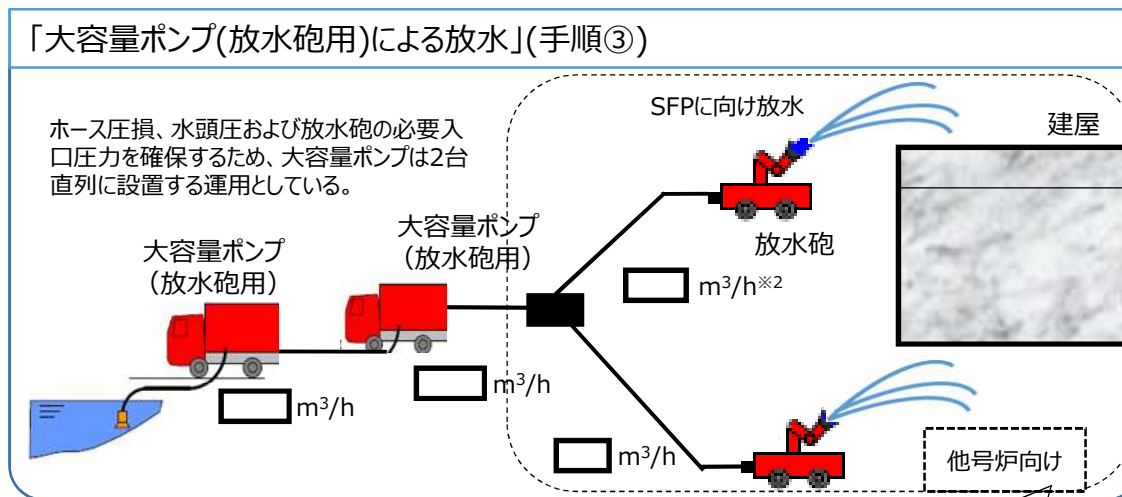 「大容量ポンプ(放水砲用)による放水」(手順③)
ホース圧損、水頭圧および放水砲の必要入
口圧力を確保するため、大容量ポンプは2台
直列に設置する運用としている。
SFPに向け放水
建屋
大容量ポンプ
（放水砲用）
大容量ポンプ
（放水砲用）
放水砲
m³/h※2
m³/h
m³/h
m³/h
他号炉向け